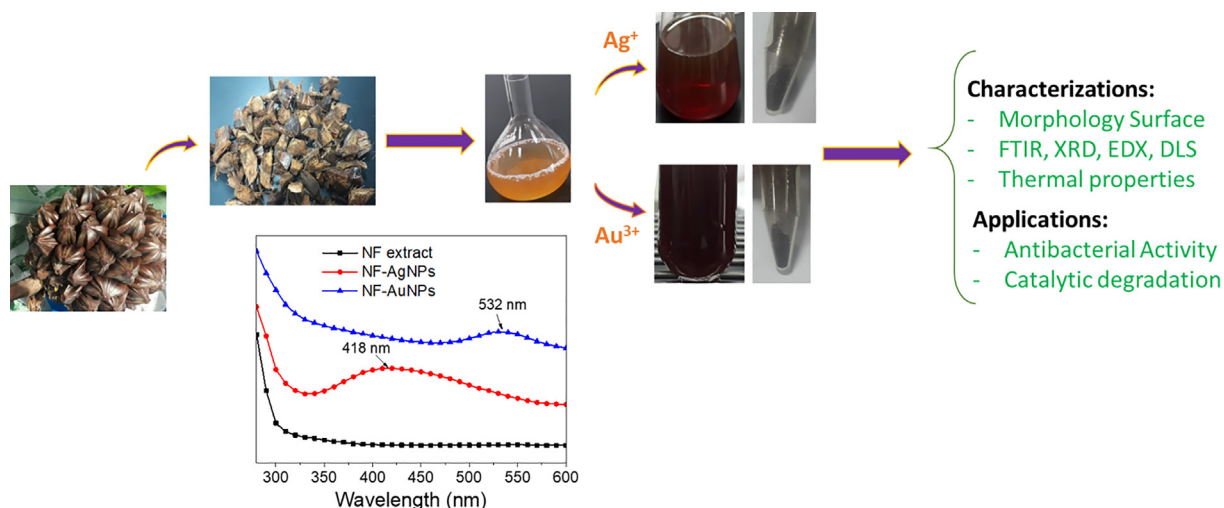 Ag⁺
Au³⁺
Characterizations:
- Morphology Surface
- FTIR, XRD, EDX, DLS
- Thermal properties
Applications:
- Antibacterial Activity
- Catalytic degradation
NF extract
NF-AgNPs
NF-AuNPs
532 nm
418 nm
300 350 400 450 500 550 600
Wavelength (nm)